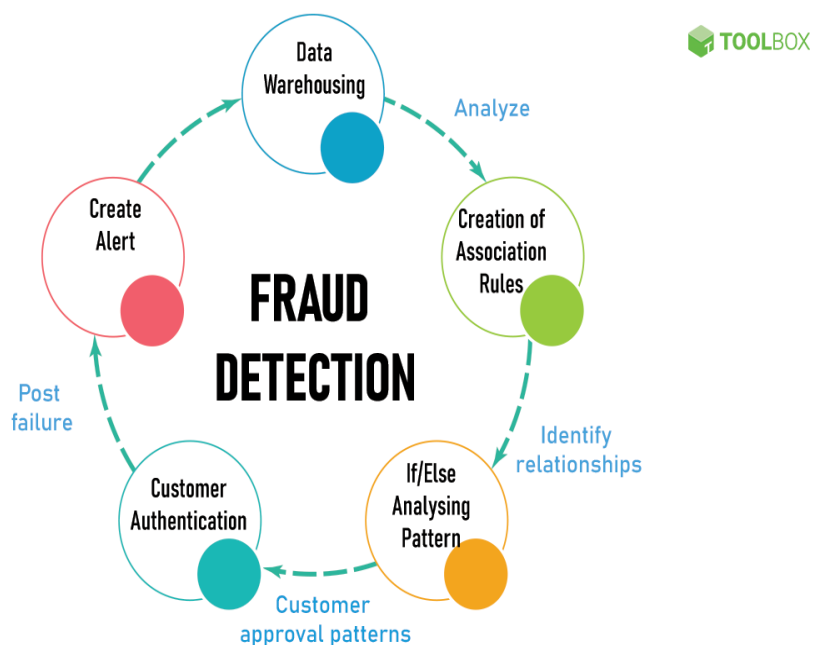 Data
Warehousing
TOOLBOX
Analyze
Create
Alert
Creation of
Association
Rules
FRAUD
DETECTION
Post
failure
Identify
relationships
Customer
Authentication
If/Else
Analysing
Pattern
Customer
approval patterns